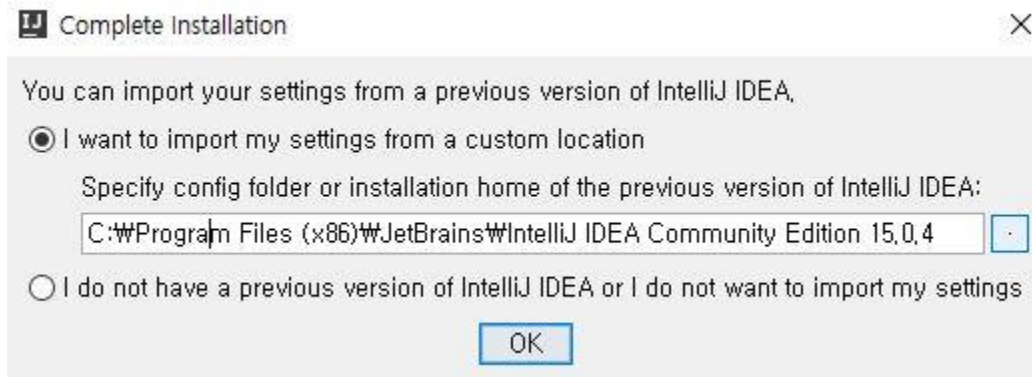 IJ Complete Installation
You can import your settings from a previous version of IntelliJ IDEA.
I want to import my settings from a custom location
Specify config folder or installation home of the previous version of IntelliJ IDEA:
C:₩Program Files (x86)₩JetBrains₩IntelliJ IDEA Community Edition 15.0.4
I do not have a previous version of IntelliJ IDEA or I do not want to import my settings
OK